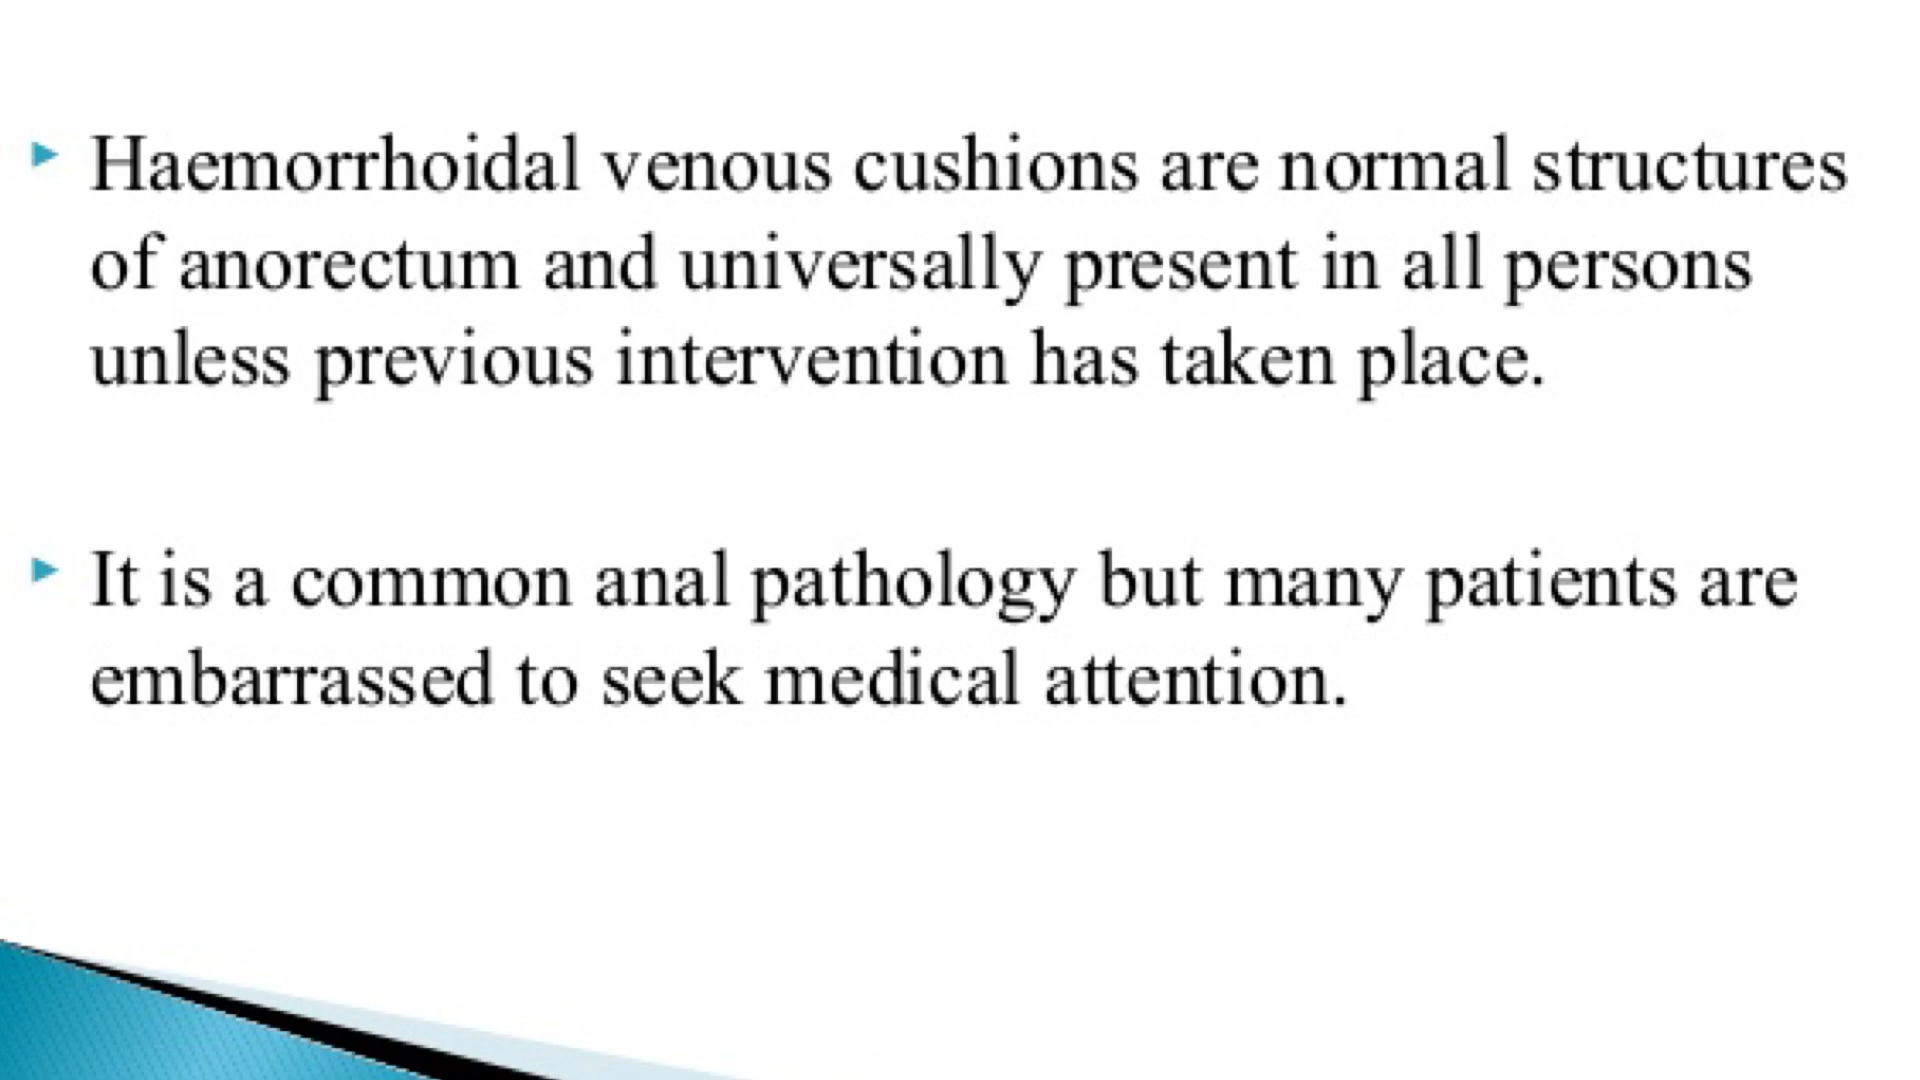 Haemorrhoidal venous cushions are normal structures
of anorectum and universally present in all persons
unless previous intervention has taken place.
It is a common anal pathology but many patients are
embarrassed to seek medical attention.